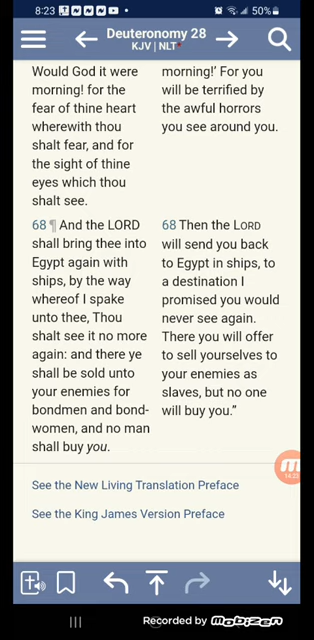 8:23
50%
Deuteronomy 28
KJV | NLT
Would God it were
morning! for the
fear of thine heart
wherewith thou
shalt fear, and for
the sight of thine
eyes which thou
shalt see.
68 ¶ And the LORD
shall bring thee into
Egypt again with
ships, by the way
whereof I spake
unto thee, Thou
shalt see it no more
again: and there ye
shall be sold unto
your enemies for
bondmen and bond-
women, and no man
shall buy you.
morning!’ For you
will be terrified by
the awful horrors
you see around you.
68 Then the LORD
will send you back
to Egypt in ships, to
a destination I
promised you would
never see again.
There you will offer
to sell yourselves to
your enemies as
slaves, but no one
will buy you.”
See the New Living Translation Preface
See the King James Version Preface
Recorded by mobizen